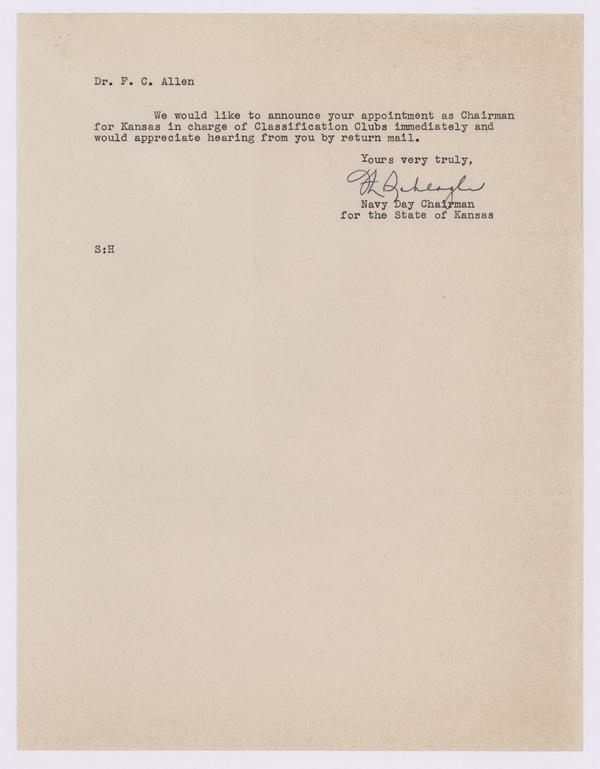 Dr. F. C. Allen
We would like to announce your appointment as Chairman
for Kansas in charge of Classification Clubs immediately and
would appreciate hearing from you by return mail.
Yours very truly,
Navy Day Chairman
for the State of Kansas
S:H